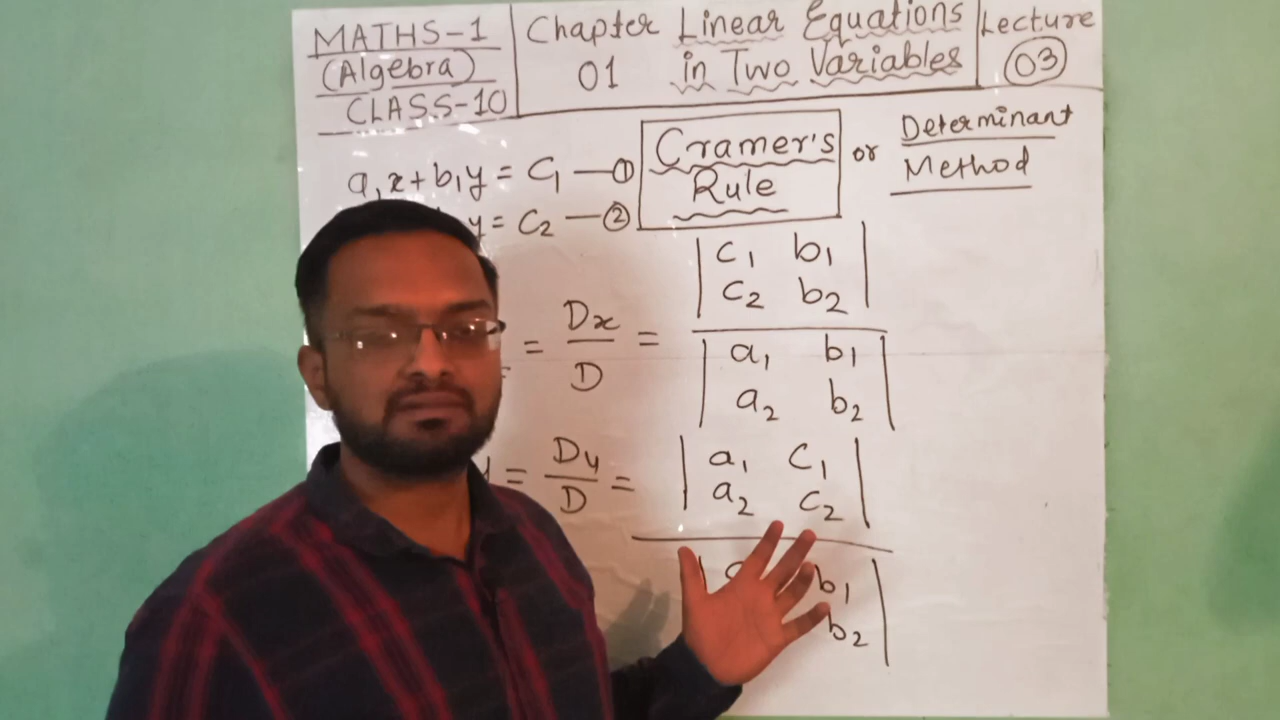 MATHS-1
(Algebra)
CLASS-10
Chapter 01
Linear Equations
in Two Variables
Lecture
03
Cramer's
Rule
or
Determinant
Method
a₁x+b₁y = C₁ —①
y = C₂ —②
= Dx/D =
| C₁ b₁ |
| C₂ b₂ |
| a₁ b₁ |
| a₂ b₂ |
= Dy/D =
| a₁ C₁ |
| a₂ C₂ |
b₁ |
b₂ |